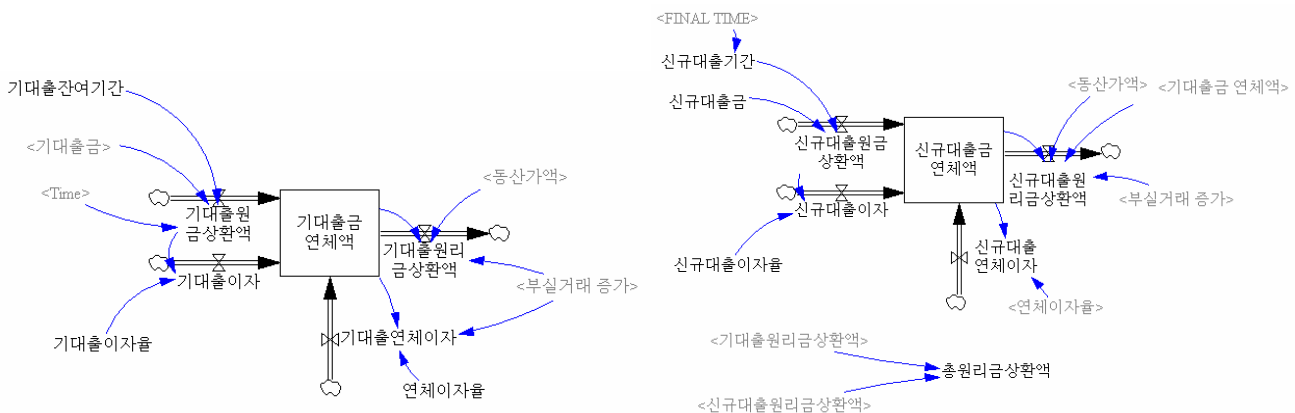 기대출잔여기간
<기대출금>
<Time>
기대출원
금상환액
기대출이자
기대출이자율
기대출금
연체액
<동산가액>
기대출원리
금상환액
<부실거래 증가>
기대출연체이자
연체이자율
<FINAL TIME>
신규대출기간
신규대출금
신규대출원금
상환액
신규대출이자
신규대출이자율
신규대출금
연체액
<동산가액>
<기대출금 연체액>
신규대출원
리금상환액
<부실거래 증가>
신규대출
연체이자
<연체이자율>
<기대출원리금상환액>
총원리금상환액
<신규대출원리금상환액>